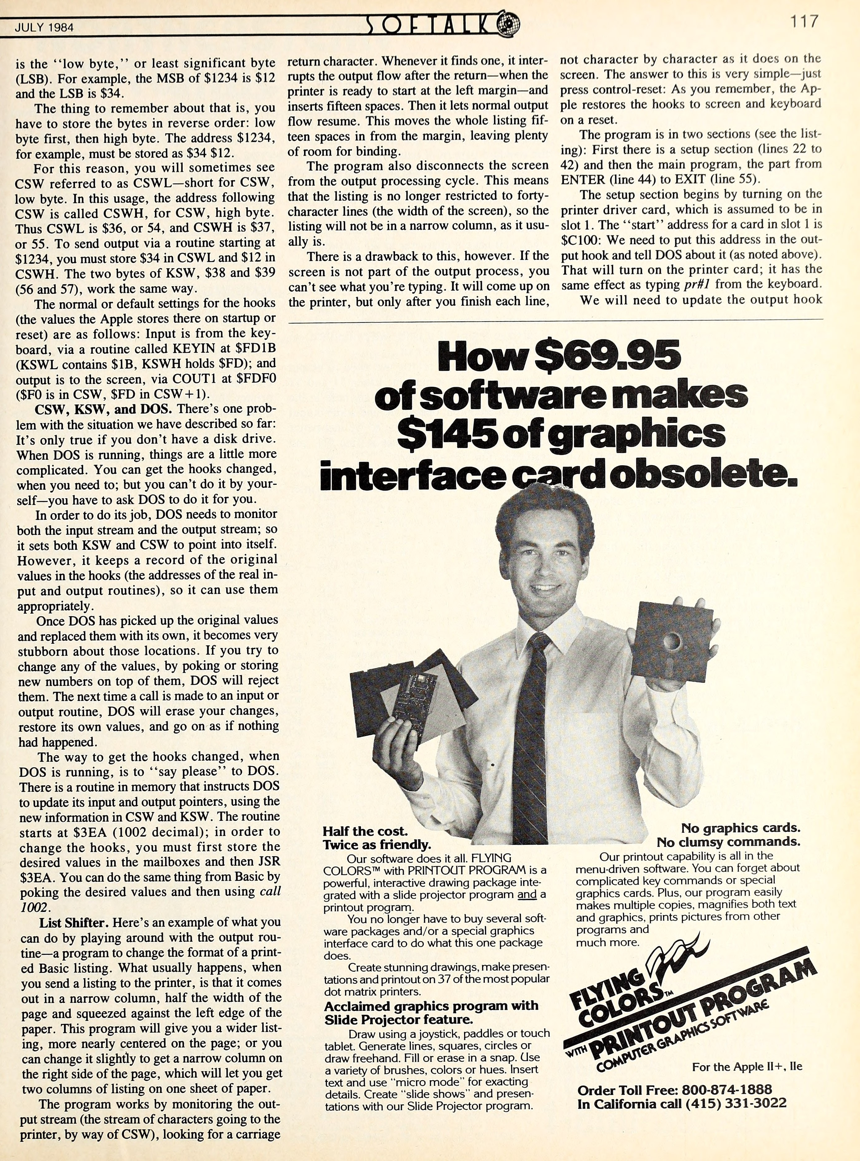 JULY 1984
SOFTALK
117
is the "low byte," or least significant byte
(LSB). For example, the MSB of $1234 is $12
and the LSB is $34.
The thing to remember about that is, you
have to store the bytes in reverse order: low
byte first, then high byte. The address $1234,
for example, must be stored as $34 $12.
For this reason, you will sometimes see
CSW referred to as CSWL—short for CSW,
low byte. In this usage, the address following
CSW is called CSWH, for CSW, high byte.
Thus CSWL is $36, or 54, and CSWH is $37,
or 55. To send output via a routine starting at
$1234, you must store $34 in CSWL and $12 in
CSWH. The two bytes of KSW, $38 and $39
(56 and 57), work the same way.
The normal or default settings for the hooks
(the values the Apple stores there on startup or
reset) are as follows: Input is from the key-
board, via a routine called KEYIN at $FD1B
(KSWL contains $1B, KSWH holds $FD); and
output is to the screen, via COUT1 at $FDF0
($F0 is in CSW, $FD in CSW+1).
CSW, KSW, and DOS. There's one prob-
lem with the situation we have described so far:
It's only true if you don't have a disk drive.
When DOS is running, things are a little more
complicated. You can get the hooks changed,
when you need to; but you can't do it by your-
self—you have to ask DOS to do it for you.
In order to do its job, DOS needs to monitor
both the input stream and the output stream; so
it sets both KSW and CSW to point into itself.
However, it keeps a record of the original
values in the hooks (the addresses of the real in-
put and output routines), so it can use them
appropriately.
Once DOS has picked up the original values
and replaced them with its own, it becomes very
stubborn about those locations. If you try to
change any of the values, by poking or storing
new numbers on top of them, DOS will reject
them. The next time a call is made to an input or
output routine, DOS will erase your changes,
restore its own values, and go on as if nothing
had happened.
The way to get the hooks changed, when
DOS is running, is to "say please" to DOS.
There is a routine in memory that instructs DOS
to update its input and output pointers, using the
new information in CSW and KSW. The routine
starts at $3EA (1002 decimal); in order to
change the hooks, you must first store the
desired values in the mailboxes and then JSR
$3EA. You can do the same thing from Basic by
poking the desired values and then using call
1002.
List Shifter. Here's an example of what you
can do by playing around with the output rou-
tine—a program to change the format of a print-
ed Basic listing. What usually happens, when
you send a listing to the printer, is that it comes
out in a narrow column, half the width of the
page and squeezed against the left edge of the
paper. This program will give you a wider list-
ing, more nearly centered on the page; or you
can change it slightly to get a narrow column on
the right side of the page, which will let you get
two columns of listing on one sheet of paper.
The program works by monitoring the out-
put stream (the stream of characters going to the
printer, by way of CSW), looking for a carriage
return character. Whenever it finds one, it inter-
rupts the output flow after the return—when the
printer is ready to start at the left margin—and
inserts fifteen spaces. Then it lets normal output
flow resume. This moves the whole listing fif-
teen spaces in from the margin, leaving plenty
of room for binding.
The program also disconnects the screen
from the output processing cycle. This means
that the listing is no longer restricted to forty-
character lines (the width of the screen), so the
listing will not be in a narrow column, as it usu-
ally is.
There is a drawback to this, however. If the
screen is not part of the output process, you
can't see what you're typing. It will come up on
the printer, but only after you finish each line,
not character by character as it does on the
screen. The answer to this is very simple—just
press control-reset: As you remember, the Ap-
ple restores the hooks to screen and keyboard
on a reset.
The program is in two sections (see the list-
ing): First there is a setup section (lines 22 to
42) and then the main program, the part from
ENTER (line 44) to EXIT (line 55).
The setup section begins by turning on the
printer driver card, which is assumed to be in
slot 1. The "start" address for a card in slot 1 is
$C100: We need to put this address in the out-
put hook and tell DOS about it (as noted above).
That will turn on the printer card; it has the
same effect as typing pr#1 from the keyboard.
We will need to update the output hook
How $69.95
of software makes
$145 of graphics
interface card obsolete.
Half the cost.
Twice as friendly.
Our software does it all. FLYING
COLORS™ with PRINTOUT PROGRAM is a
powerful, interactive drawing package inte-
grated with a slide projector program and a
printout program.
You no longer have to buy several soft-
ware packages and/or a special graphics
interface card to do what this one package
does.
Create stunning drawings, make presen-
tations and printout on 37 of the most popular
dot matrix printers.
Acclaimed graphics program with
Slide Projector feature.
Draw using a joystick, paddles or touch
tablet. Generate lines, squares, circles or
draw freehand. Fill or erase in a snap. Use
a variety of brushes, colors or hues. Insert
text and use "micro mode" for exacting
details. Create "slide shows" and presen-
tations with our Slide Projector program.
No graphics cards.
No clumsy commands.
Our printout capability is all in the
menu-driven software. You can forget about
complicated key commands or special
graphics cards. Plus, our program easily
makes multiple copies, magnifies both text
and graphics, prints pictures from other
programs and
much more.
FLYING
COLORS™
WITH PRINTOUT PROGRAM
COMPUTER GRAPHICS SOFTWARE
For the Apple II+, IIe
Order Toll Free: 800-874-1888
In California call (415) 331-3022